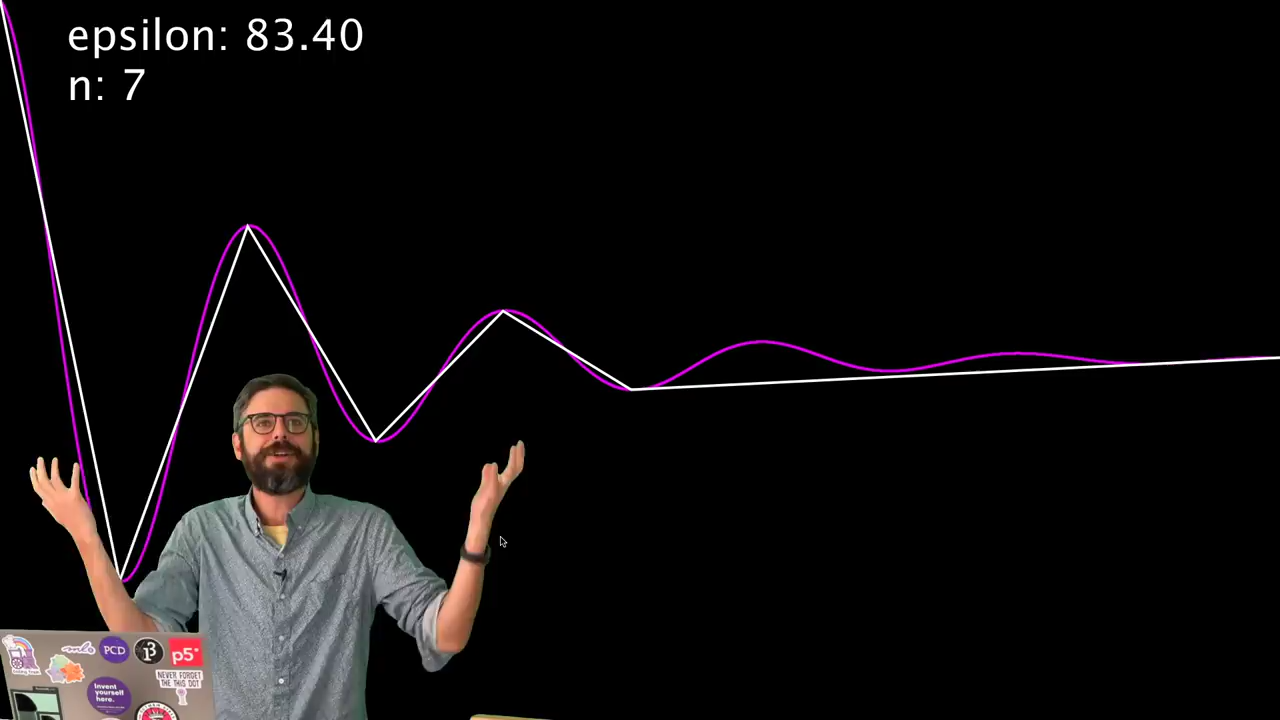 epsilon: 83.40
n: 7
PCD
p5*
NEVER FORGET
THE THIS DOT
Invent
yourself
here.